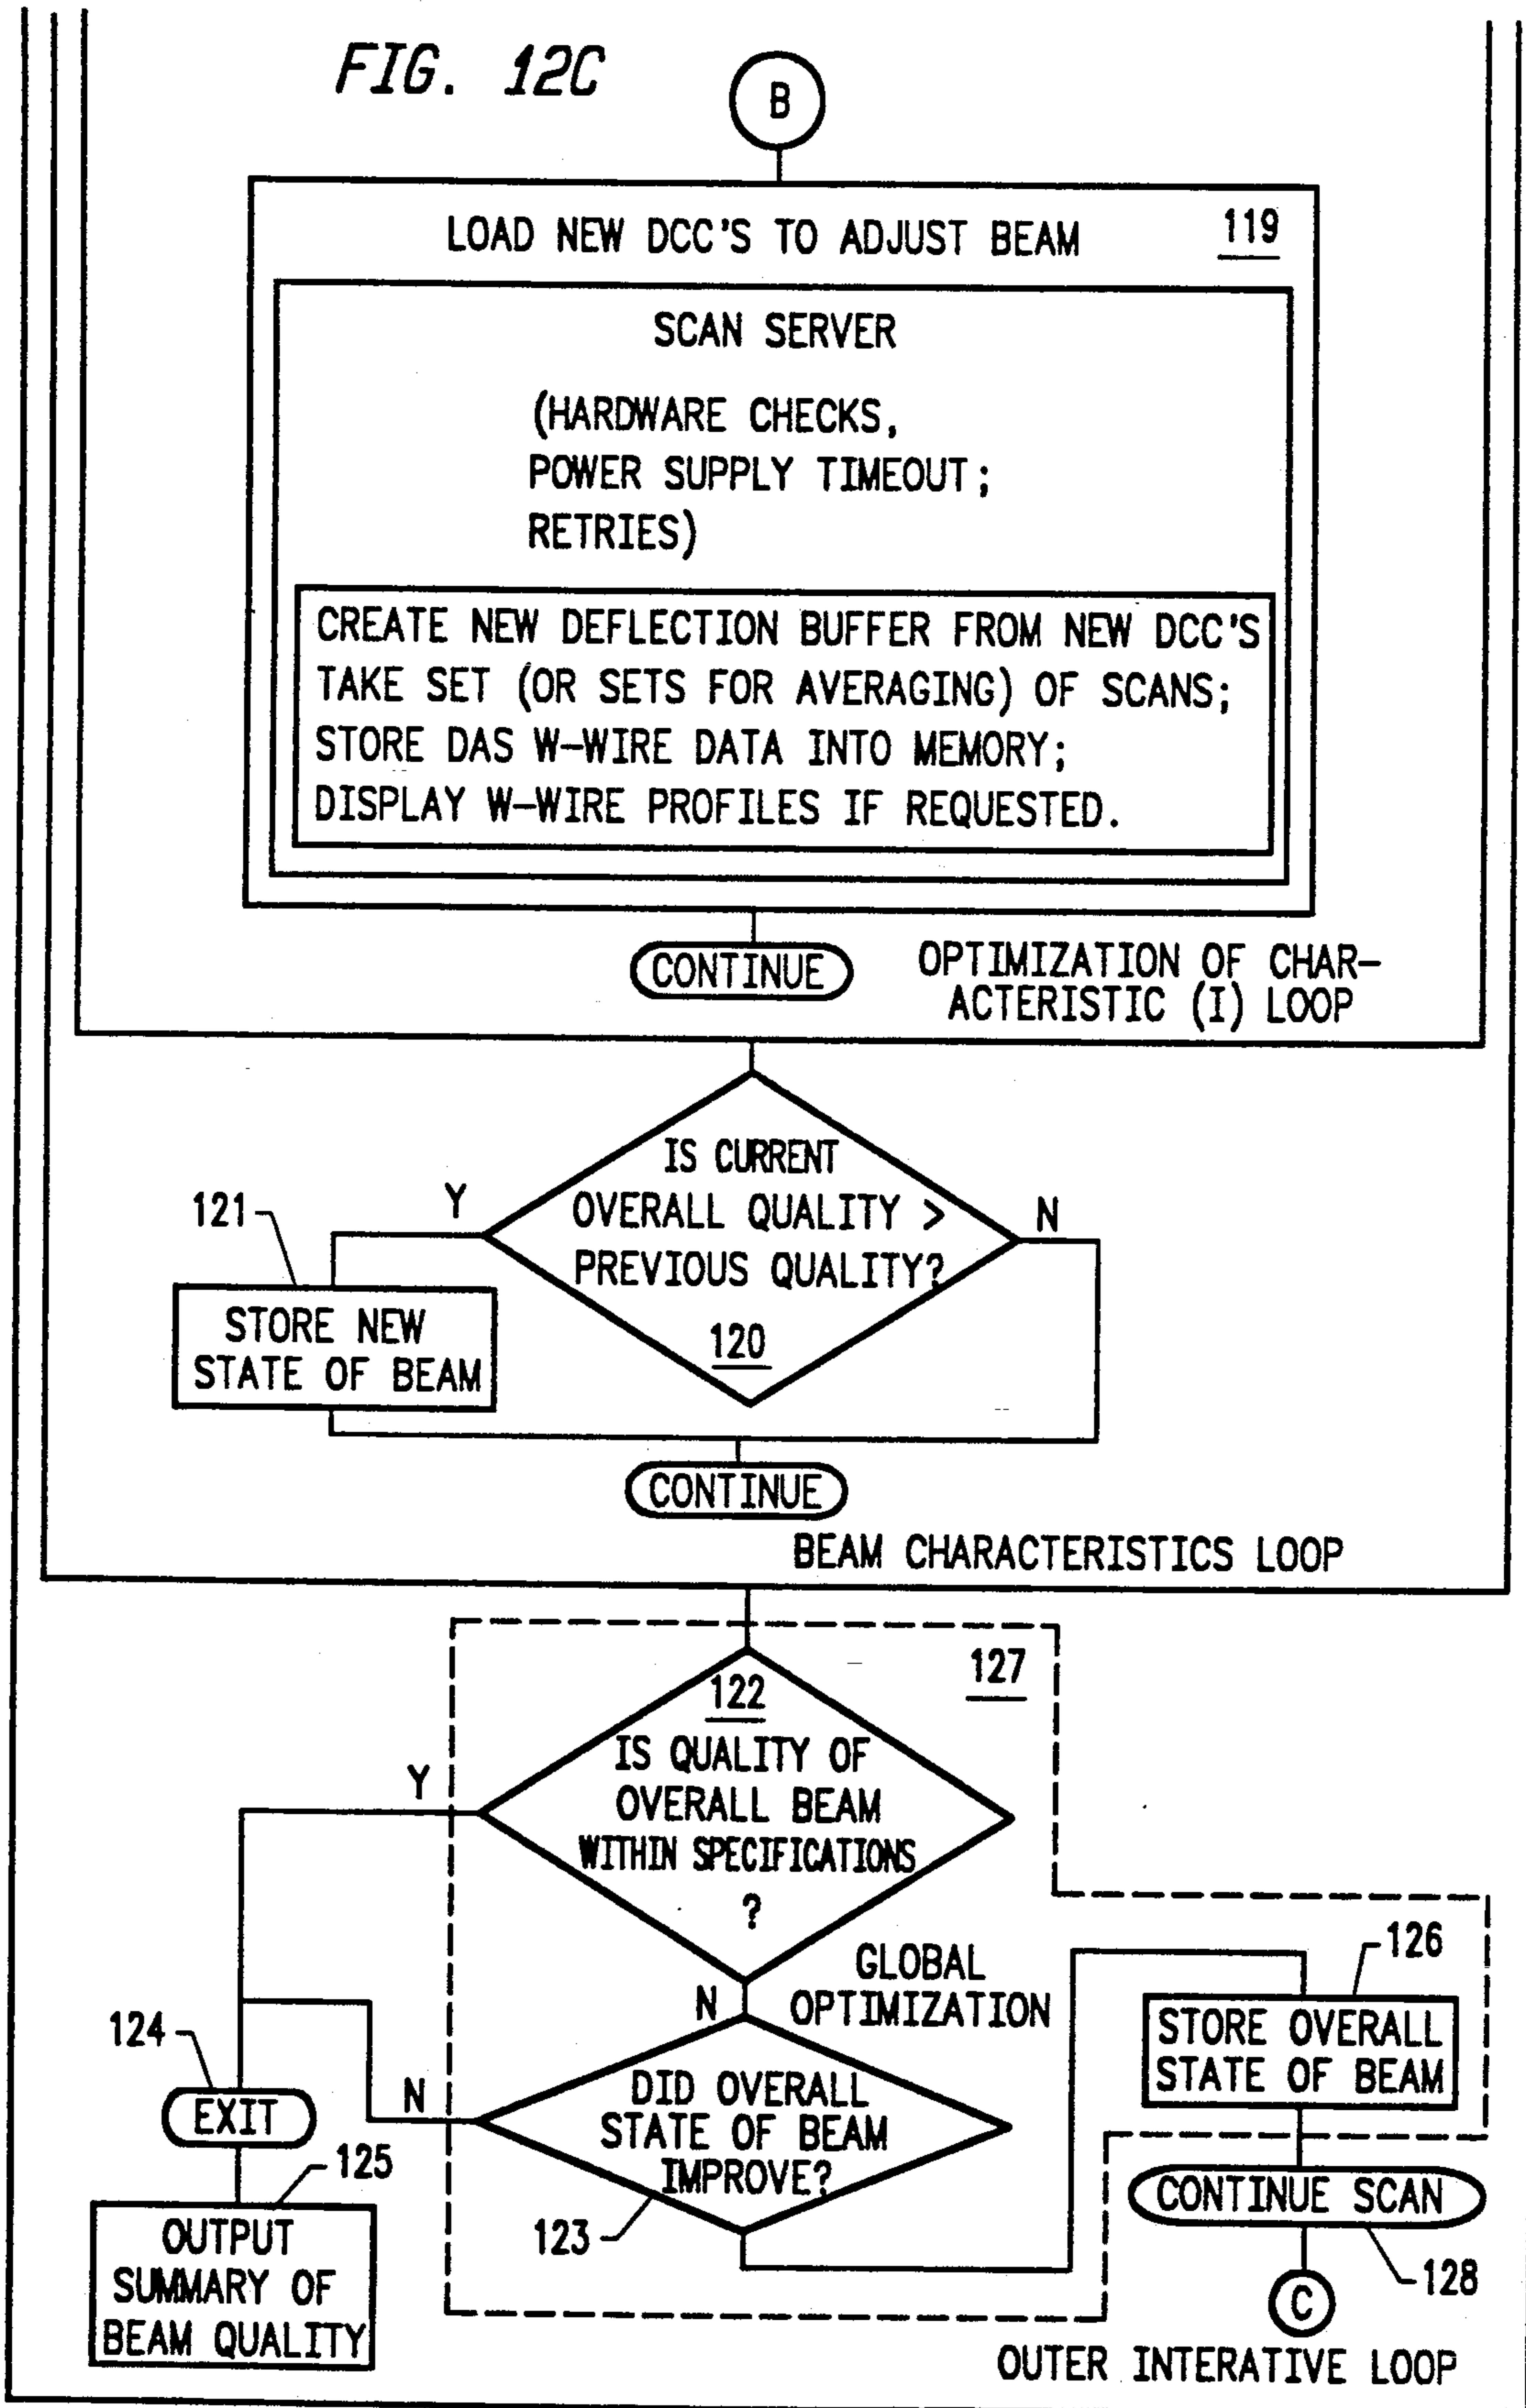 FIG. 12C
B
LOAD NEW DCC'S TO ADJUST BEAM 119
SCAN SERVER
(HARDWARE CHECKS,
POWER SUPPLY TIMEOUT;
RETRIES)
CREATE NEW DEFLECTION BUFFER FROM NEW DCC'S
TAKE SET (OR SETS FOR AVERAGING) OF SCANS;
STORE DAS W-WIRE DATA INTO MEMORY;
DISPLAY W-WIRE PROFILES IF REQUESTED.
CONTINUE
OPTIMIZATION OF CHAR-
ACTERISTIC (I) LOOP
IS CURRENT
OVERALL QUALITY >
PREVIOUS QUALITY?
120
Y
N
121
STORE NEW
STATE OF BEAM
CONTINUE
BEAM CHARACTERISTICS LOOP
127
122
IS QUALITY OF
OVERALL BEAM
WITHIN SPECIFICATIONS
?
Y
N
GLOBAL
OPTIMIZATION
126
STORE OVERALL
STATE OF BEAM
124
EXIT
N
DID OVERALL
STATE OF BEAM
IMPROVE?
123
125
OUTPUT
SUMMARY OF
BEAM QUALITY
CONTINUE SCAN
128
C
OUTER INTERATIVE LOOP